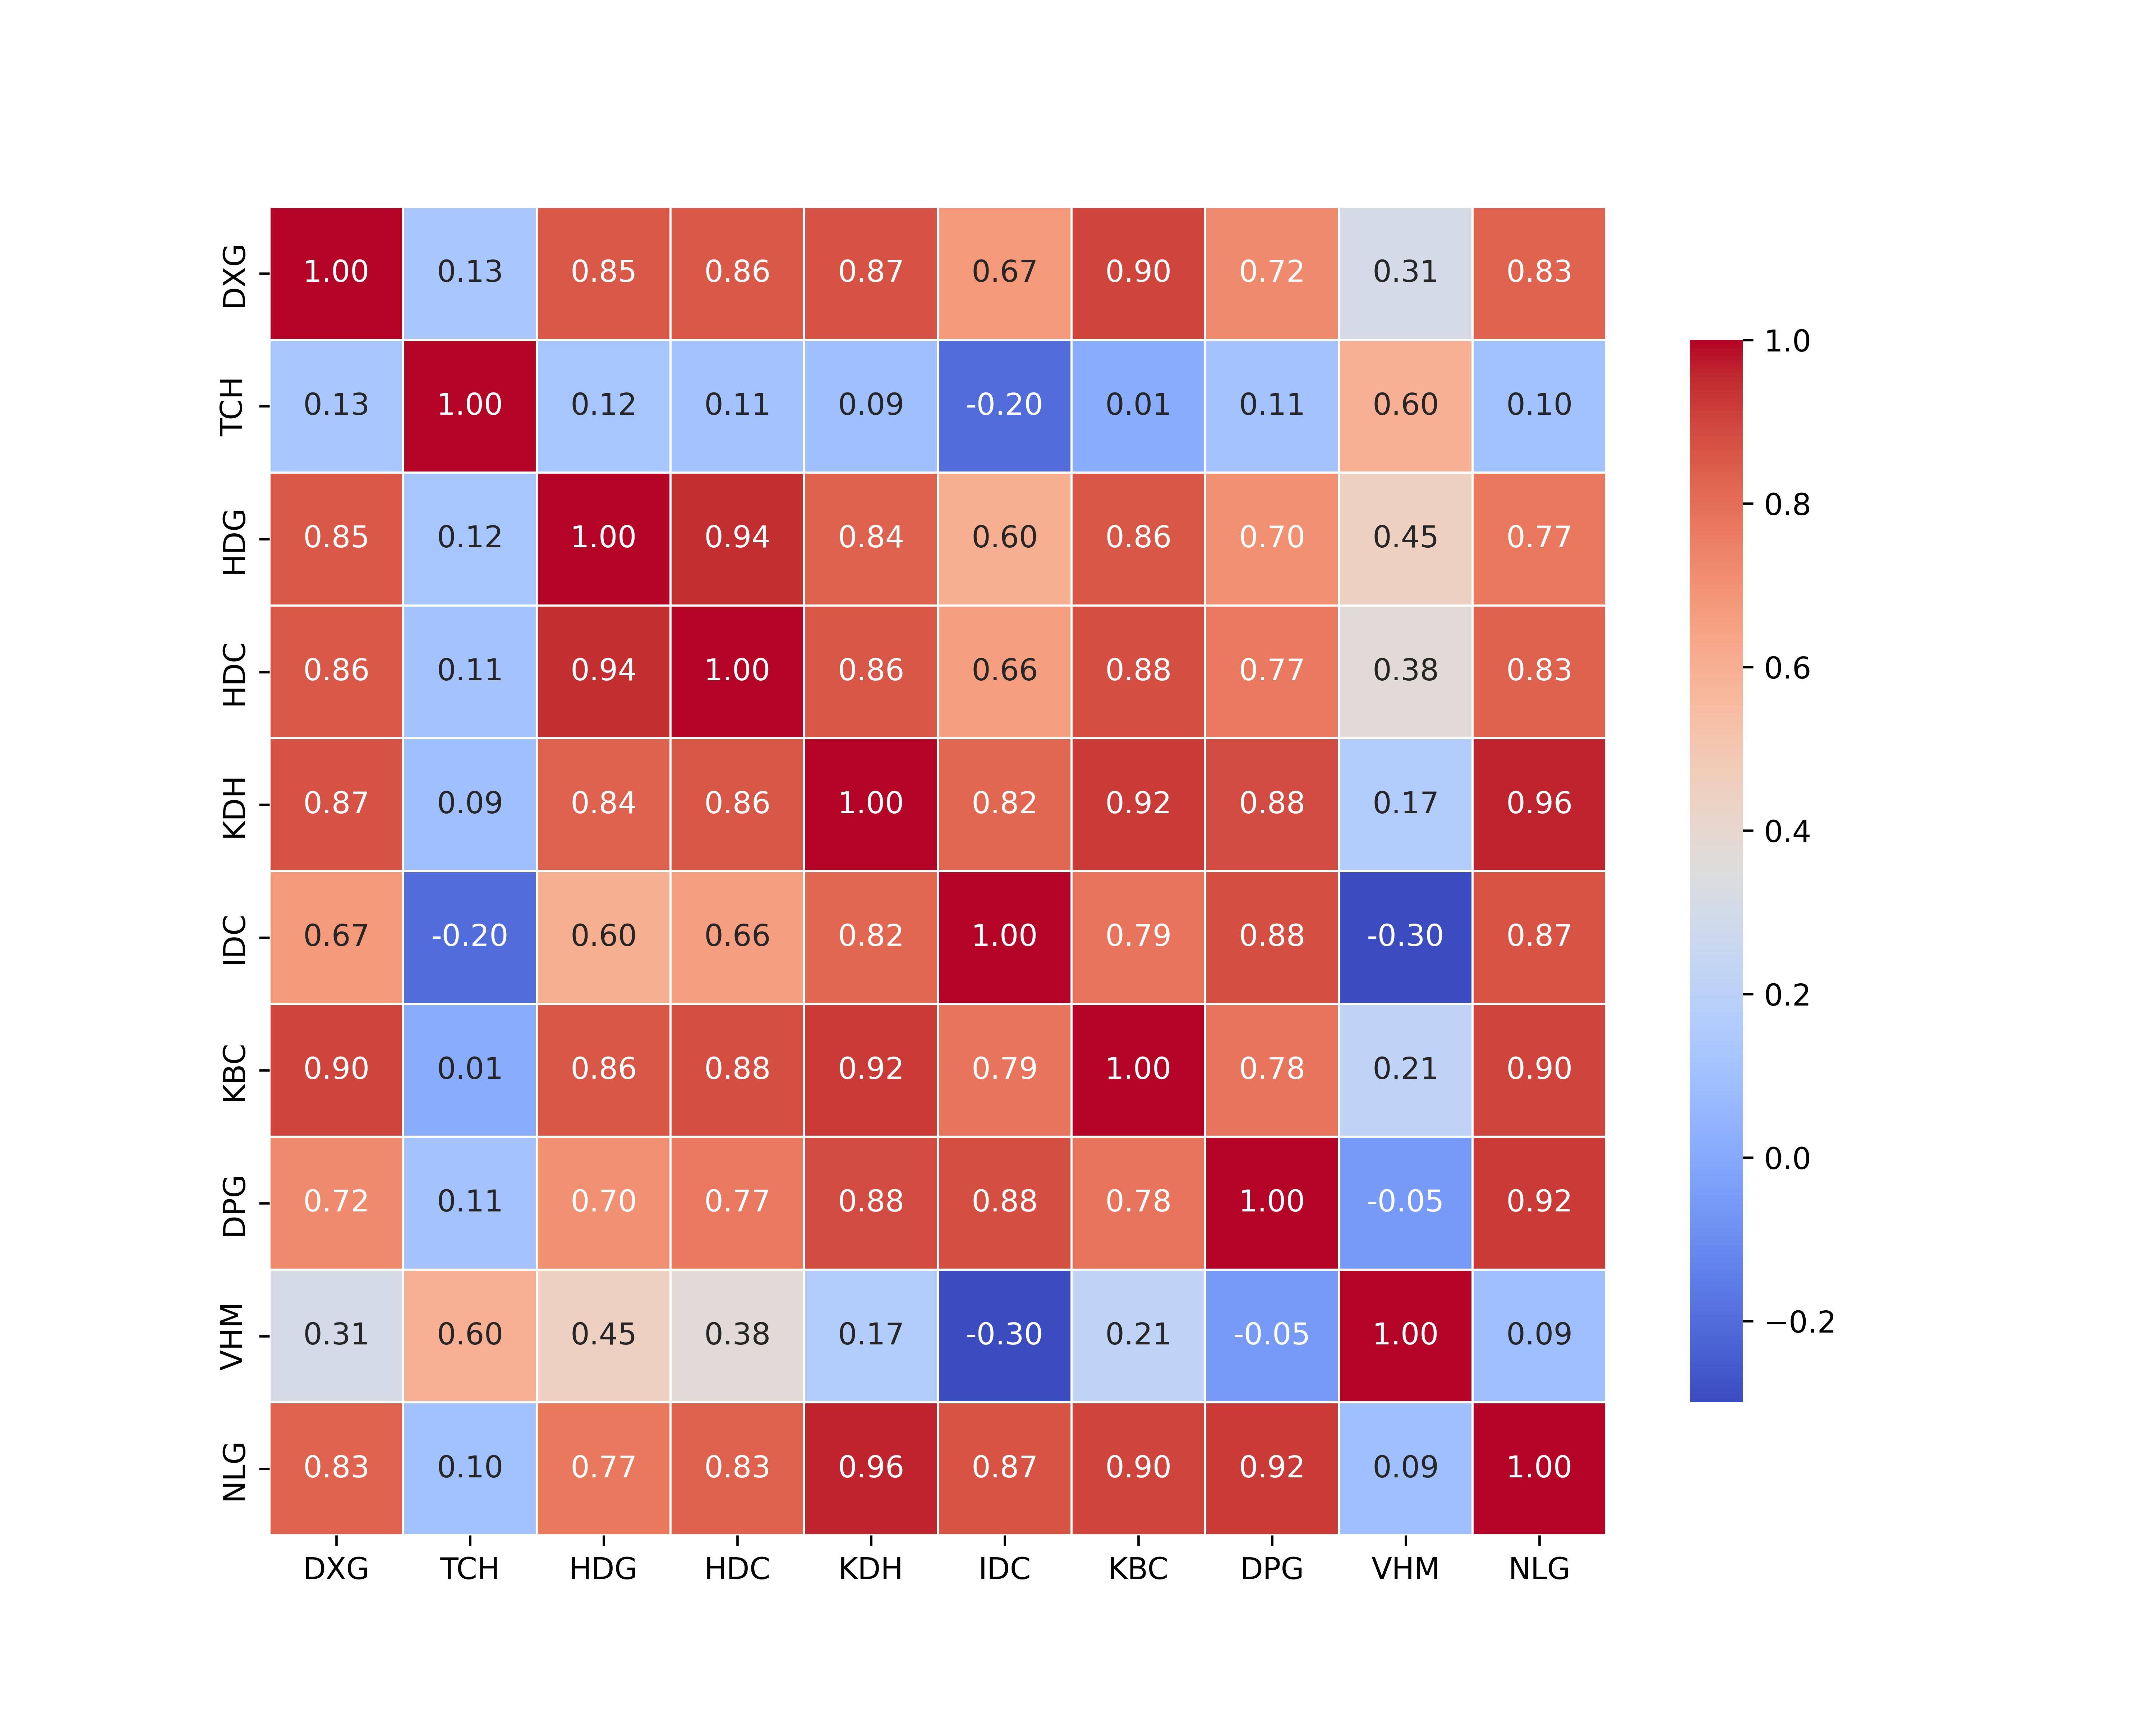 DXG 1.00 0.13 0.85 0.86 0.87 0.67 0.90 0.72 0.31 0.83
TCH 0.13 1.00 0.12 0.11 0.09 -0.20 0.01 0.11 0.60 0.10
HDG 0.85 0.12 1.00 0.94 0.84 0.60 0.86 0.70 0.45 0.77
HDC 0.86 0.11 0.94 1.00 0.86 0.66 0.88 0.77 0.38 0.83
KDH 0.87 0.09 0.84 0.86 1.00 0.82 0.92 0.88 0.17 0.96
IDC 0.67 -0.20 0.60 0.66 0.82 1.00 0.79 0.88 -0.30 0.87
KBC 0.90 0.01 0.86 0.88 0.92 0.79 1.00 0.78 0.21 0.90
DPG 0.72 0.11 0.70 0.77 0.88 0.88 0.78 1.00 -0.05 0.92
VHM 0.31 0.60 0.45 0.38 0.17 -0.30 0.21 -0.05 1.00 0.09
NLG 0.83 0.10 0.77 0.83 0.96 0.87 0.90 0.92 0.09 1.00
DXG TCH HDG HDC KDH IDC KBC DPG VHM NLG
1.0
0.8
0.6
0.4
0.2
0.0
−0.2